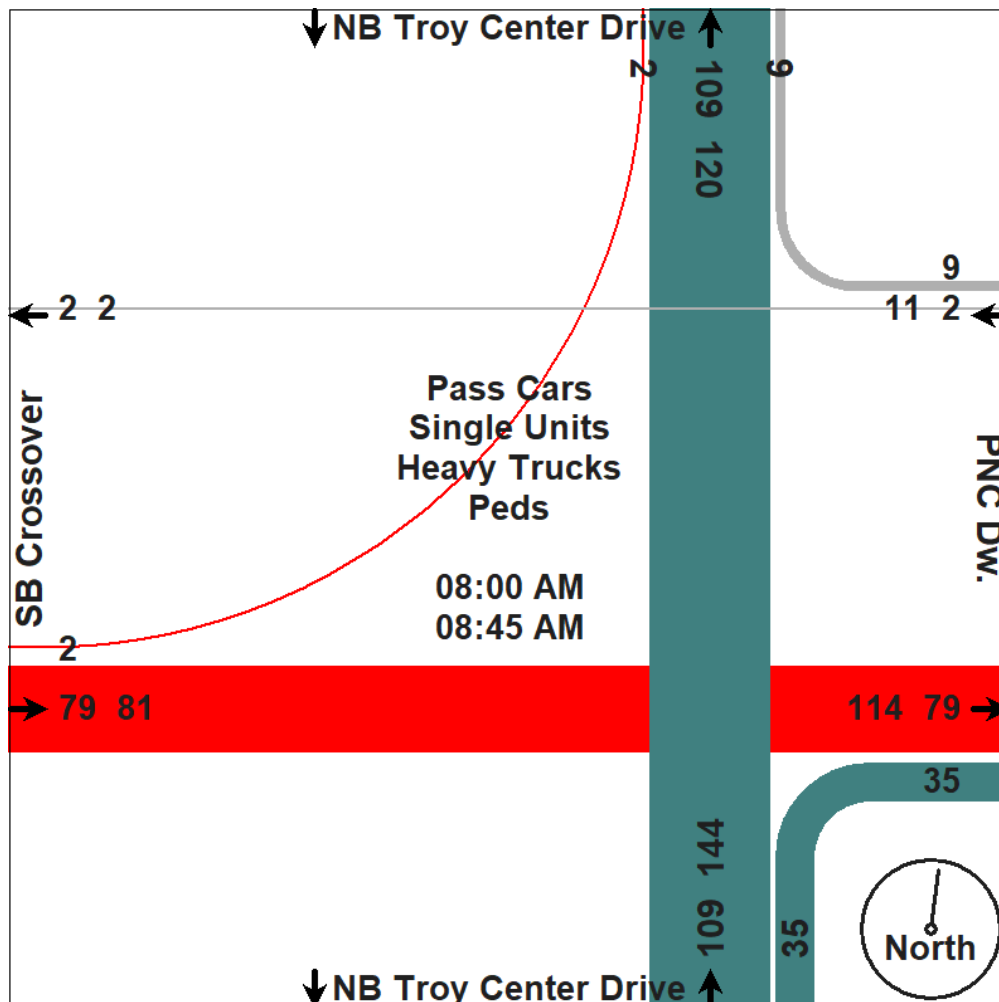 NB Troy Center Drive
2
109 120
9
9
2 2
11 2
SB Crossover
Pass Cars
Single Units
Heavy Trucks
Peds
08:00 AM
08:45 AM
PNC Dw.
2
79 81
114 79
35
109 144
35
North
NB Troy Center Drive